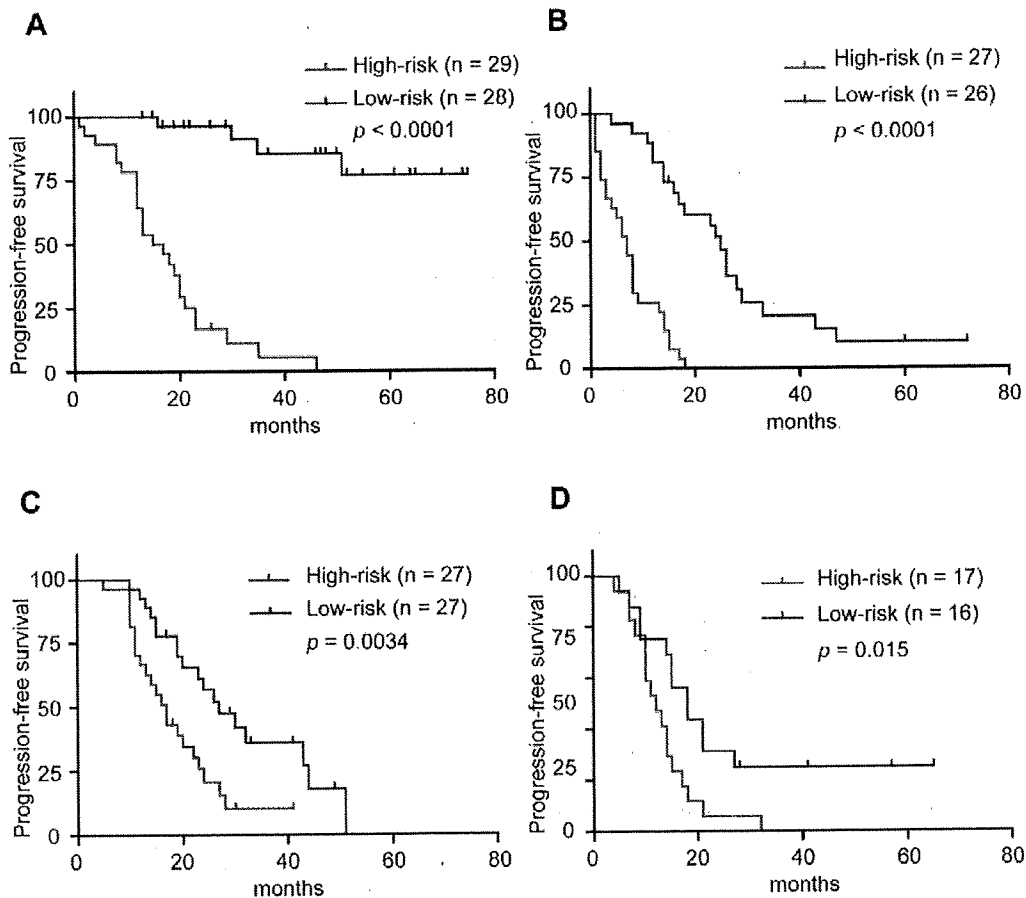 A
High-risk (n = 29)
Low-risk (n = 28)
p < 0.0001
Progression-free survival
100
75
50
25
0
0 20 40 60 80
months
B
High-risk (n = 27)
Low-risk (n = 26)
p < 0.0001
Progression-free survival
100
75
50
25
0
0 20 40 60 80
months
C
High-risk (n = 27)
Low-risk (n = 27)
p = 0.0034
Progression-free survival
100
75
50
25
0
0 20 40 60 80
months
D
High-risk (n = 17)
Low-risk (n = 16)
p = 0.015
Progression-free survival
100
75
50
25
0
0 20 40 60 80
months